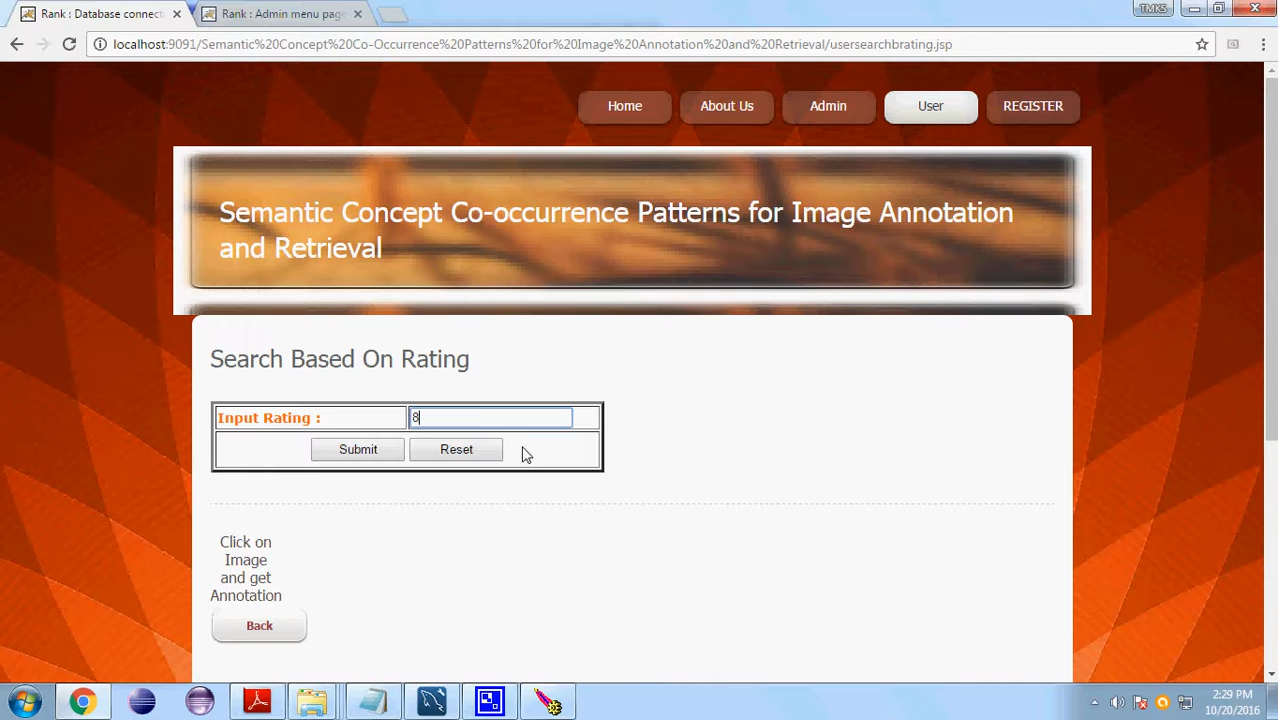 Rank : Database connect
Rank : Admin menu page
TMKS
localhost:9091/Semantic%20Concept%20Co-Occurrence%20Patterns%20for%20Image%20Annotation%20and%20Retrieval/usersearchbrating.jsp
Home
About Us
Admin
User
REGISTER
Semantic Concept Co-occurrence Patterns for Image Annotation
and Retrieval
Search Based On Rating
Input Rating :
8
Submit
Reset
Click on
Image
and get
Annotation
Back
2:29 PM
10/20/2016